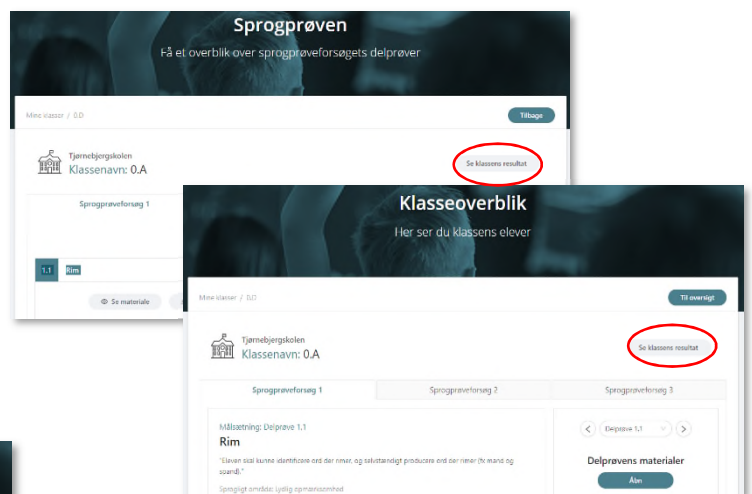 Sprogprøven
Få et overblik over sprogprøveforsøgets delprøver
Mine klasser / 0.D
Tilbage
Tjørnebjergskolen
Klassenavn: 0.A
Se klassens resultat
Sprogprøveforsøg 1
1.1 Rim
Se materiale
Klasseoverblik
Her ser du klassens elever
Mine klasser / 0.D
Til oversigt
Tjørnebjergskolen
Klassenavn: 0.A
Se klassens resultat
Sprogprøveforsøg 1
Sprogprøveforsøg 2
Sprogprøveforsøg 3
Målsætning: Delprøve 1.1
Rim
"Eleven skal kunne identificere ord der rimer, og selvstændigt producere ord der rimer (fx mand og
spand)."
Sprogligt område: Lydlig opmærksomhed
Delprøve 1.1
Delprøvens materialer
Åbn